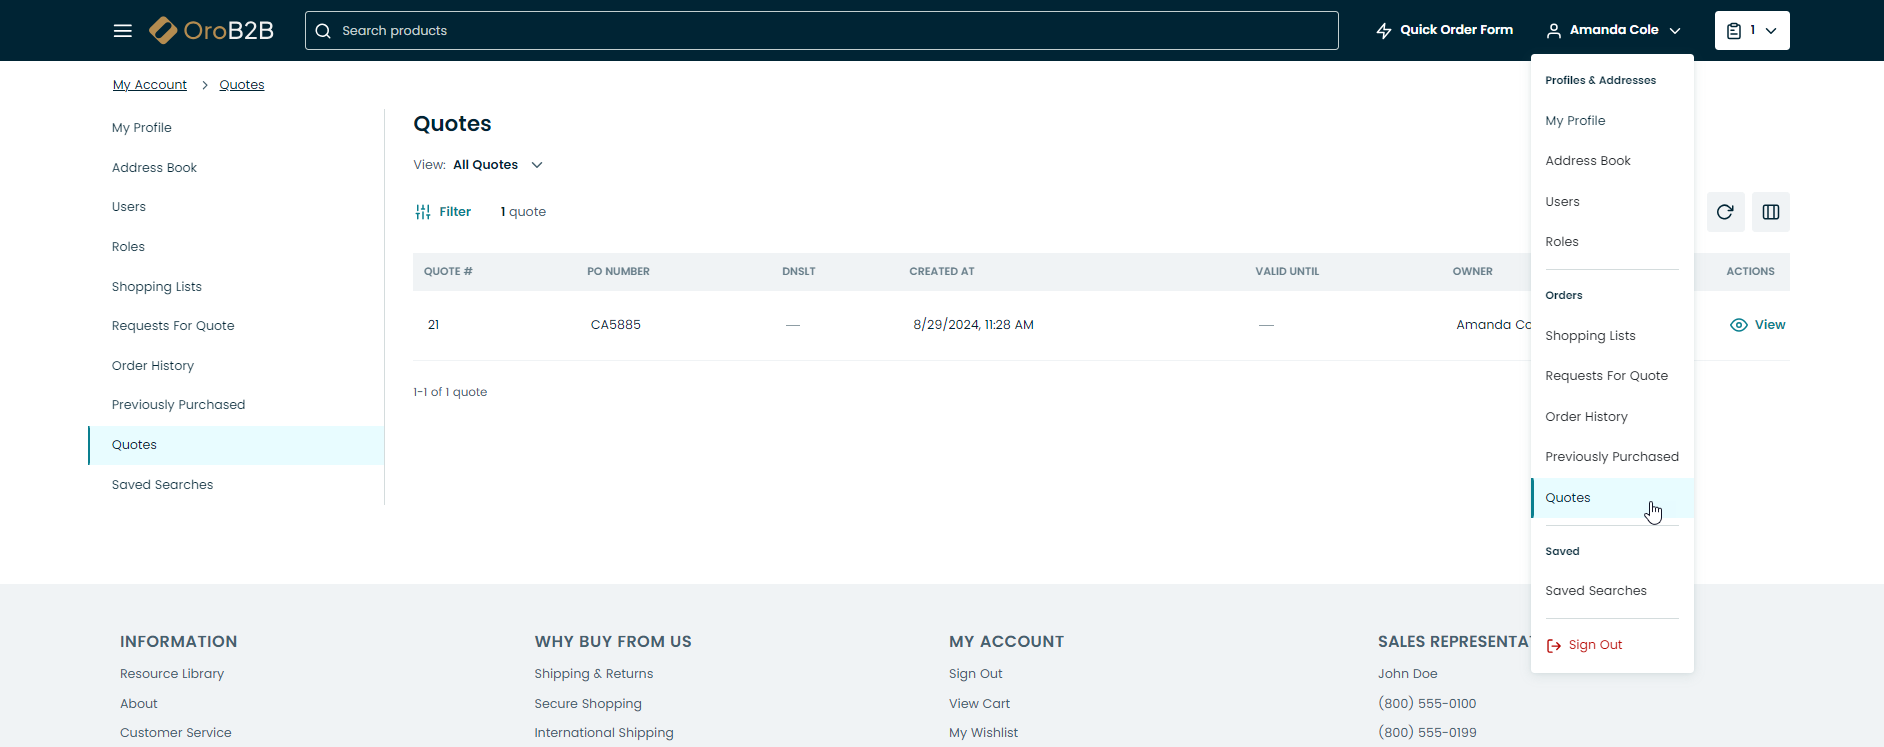 OroB2B
Search products
Quick Order Form
Amanda Cole
1
My Account > Quotes
My Profile
Address Book
Users
Roles
Shopping Lists
Requests For Quote
Order History
Previously Purchased
Quotes
Saved Searches
Quotes
View: All Quotes
Filter 1 quote
QUOTE # PO NUMBER DNSLT CREATED AT VALID UNTIL OWNER ACTIONS
21 CA5885 — 8/29/2024, 11:28 AM — Amanda Co View
1-1 of 1 quote
Profiles & Addresses
My Profile
Address Book
Users
Roles
Orders
Shopping Lists
Requests For Quote
Order History
Previously Purchased
Quotes
Saved
Saved Searches
Sign Out
INFORMATION
Resource Library
About
Customer Service
WHY BUY FROM US
Shipping & Returns
Secure Shopping
International Shipping
MY ACCOUNT
Sign Out
View Cart
My Wishlist
SALES REPRESENTA
John Doe
(800) 555-0100
(800) 555-0199